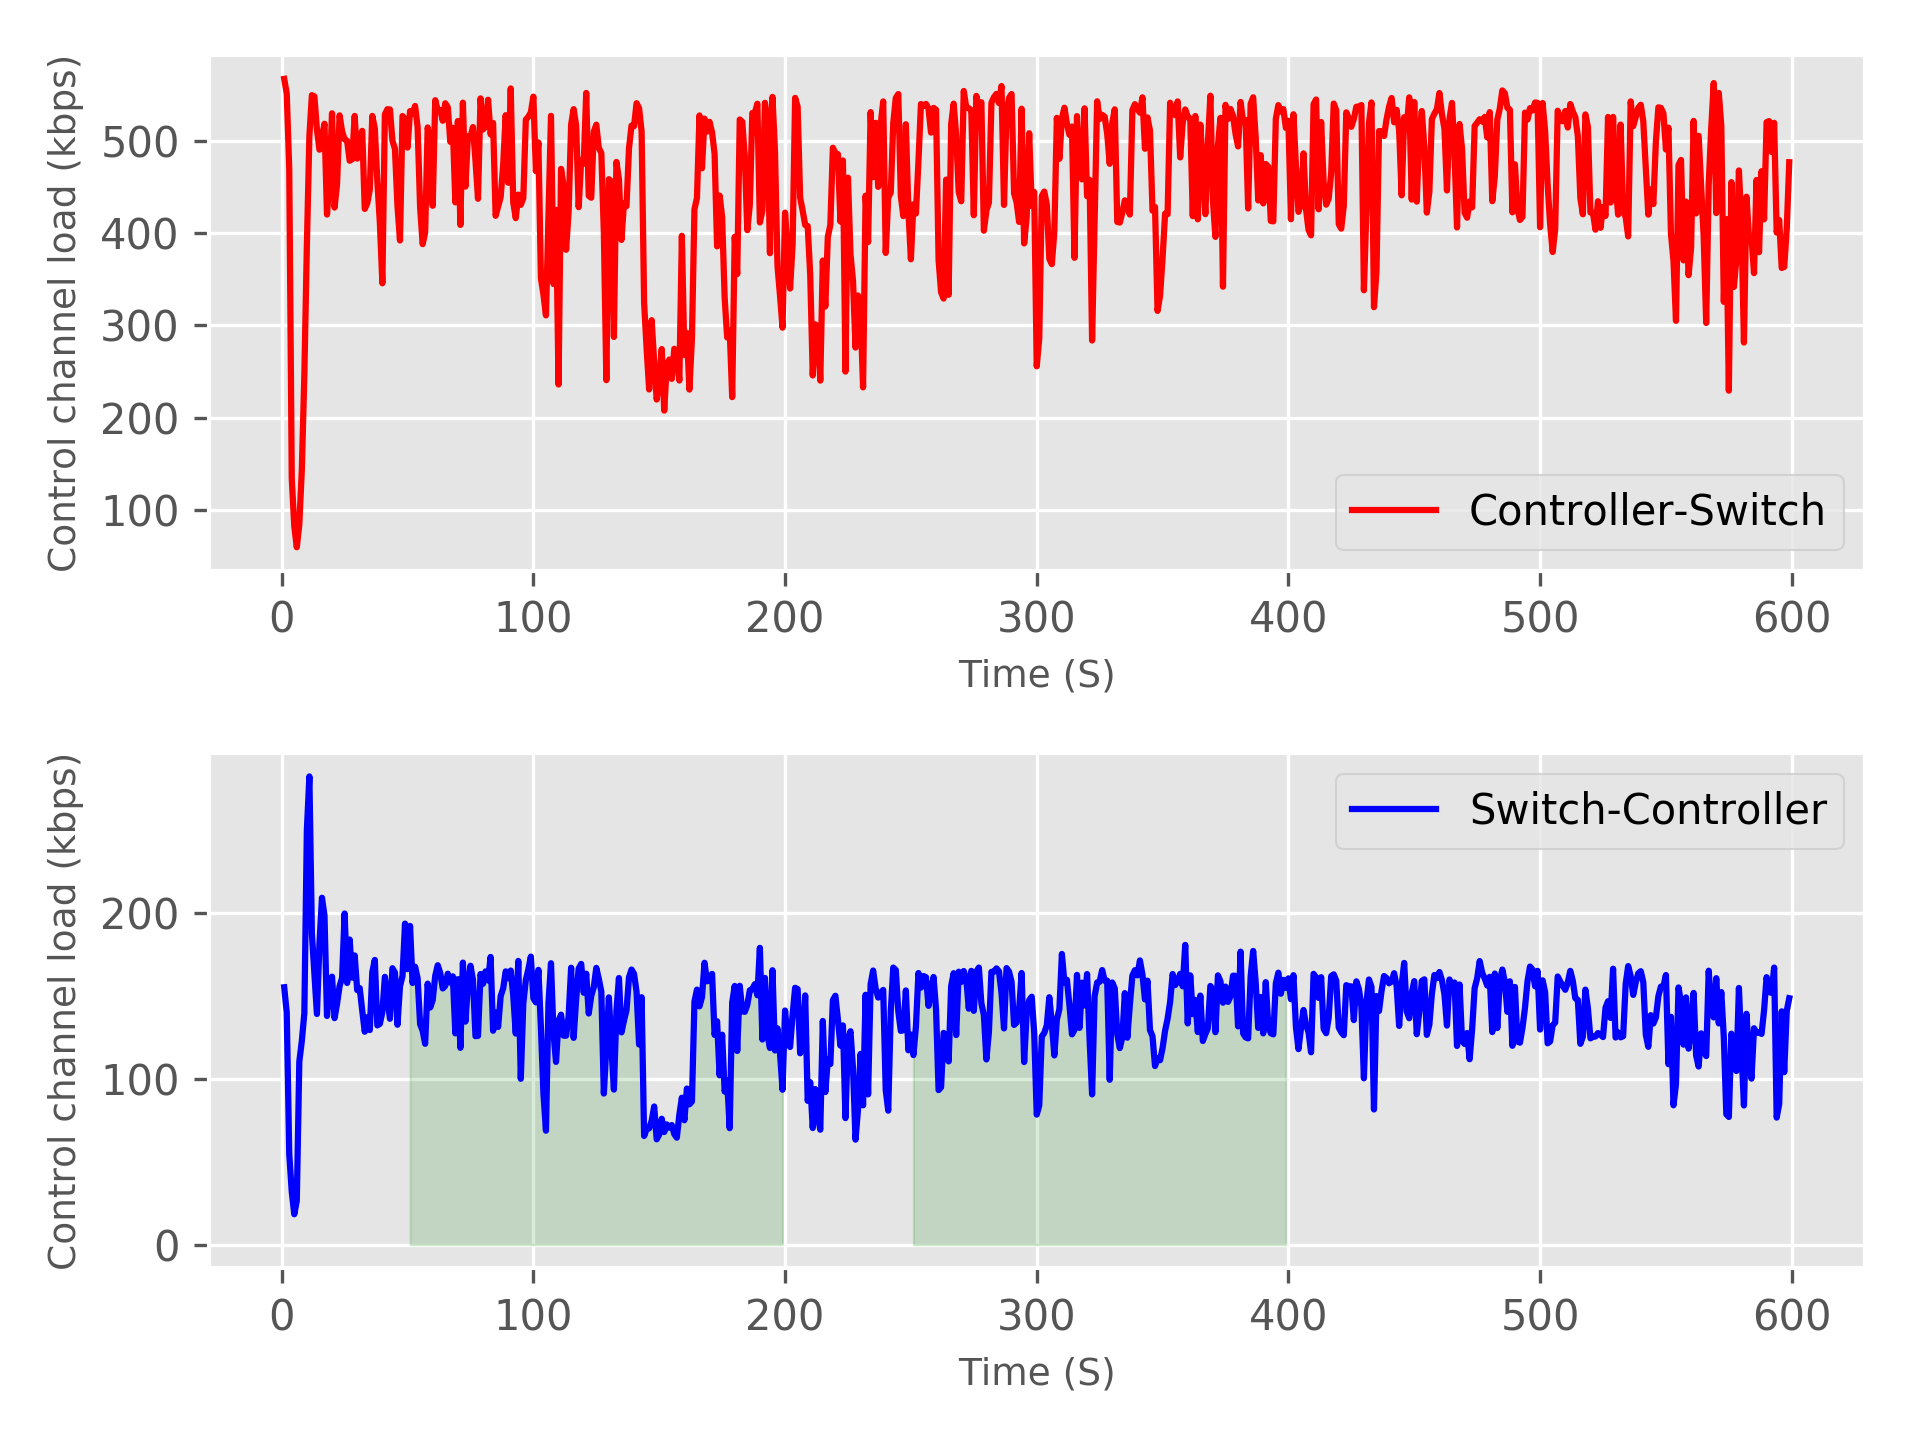 Control channel load (kbps)
500
400
300
200
100
Controller-Switch
0 100 200 300 400 500 600
Time (S)
Control channel load (kbps)
Switch-Controller
200
100
0
0 100 200 300 400 500 600
Time (S)